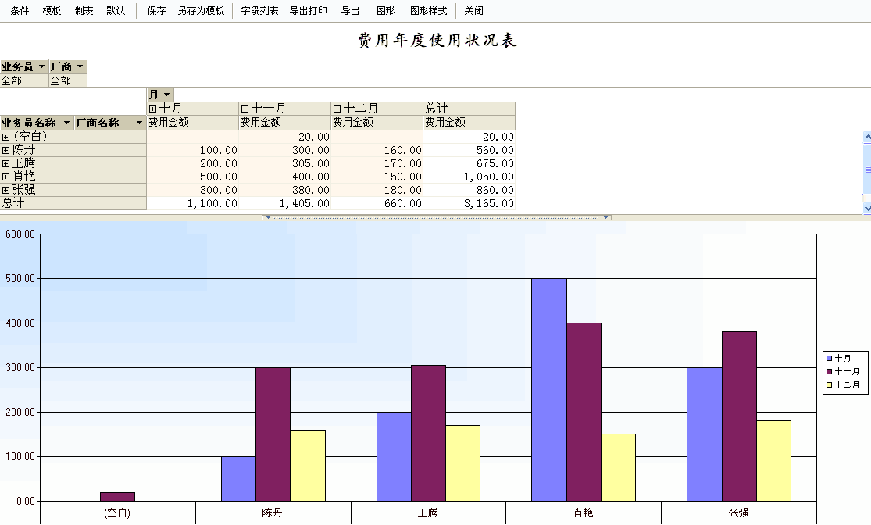 条件 模板 制表 默认 保存 另存为模板 字段列表 导出打印 导出 图形 图形样式 关闭
费用年度使用状况表
业务员 厂商
全部 全部
月
十月 十一月 十二月 总计
业务员名称 厂商名称 费用金额 费用金额 费用金额 费用金额
(空白) 20.00 20.00
陈丹 100.00 300.00 160.00 560.00
王腾 200.00 305.00 170.00 675.00
肖艳 500.00 400.00 150.00 1,050.00
张强 300.00 380.00 180.00 860.00
总计 1,100.00 1,405.00 660.00 3,165.00
600.00
500.00
400.00
300.00
200.00
100.00
0.00
十月
十一月
十二月
(空白) 陈丹 王腾 肖艳 张强